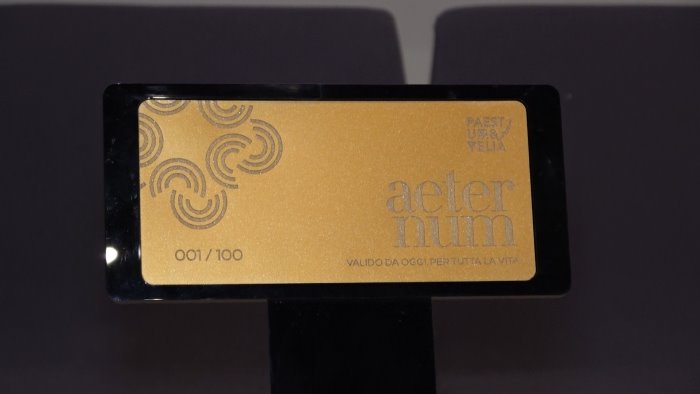 PAEST
UM&
VELIA
aeter
num
001 / 100
VALIDO DA OGGI, PER TUTTA LA VITA